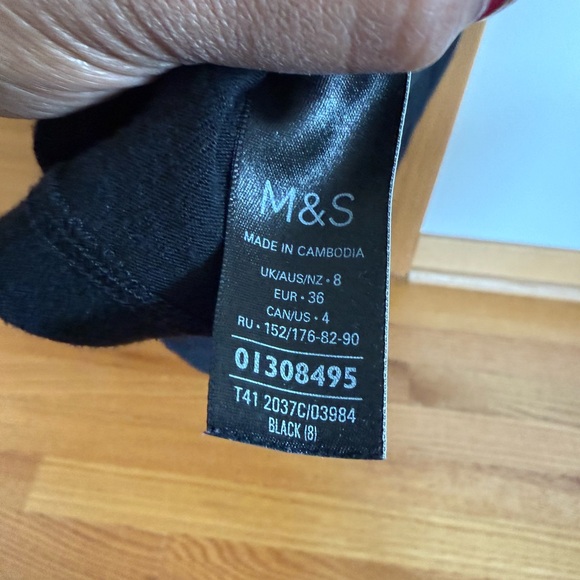 M&S
MADE IN CAMBODIA
UK/AUS/NZ • 8
EUR • 36
CAN/US • 4
RU • 152/176-82-90
01308495
T41 2037C/03984
BLACK (8)